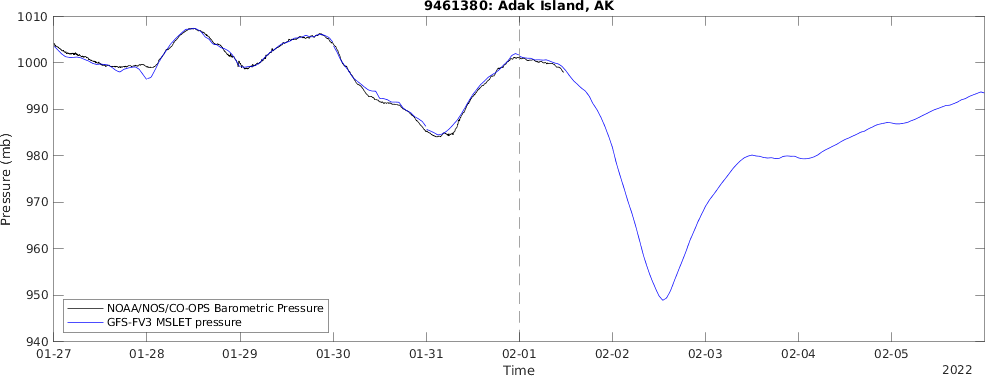 9461380: Adak Island, AK
1010
1000
990
980
970
960
950
940
Pressure (mb)
NOAA/NOS/CO-OPS Barometric Pressure
GFS-FV3 MSLET pressure
01-27 01-28 01-29 01-30 01-31 02-01 02-02 02-03 02-04 02-05
Time
2022